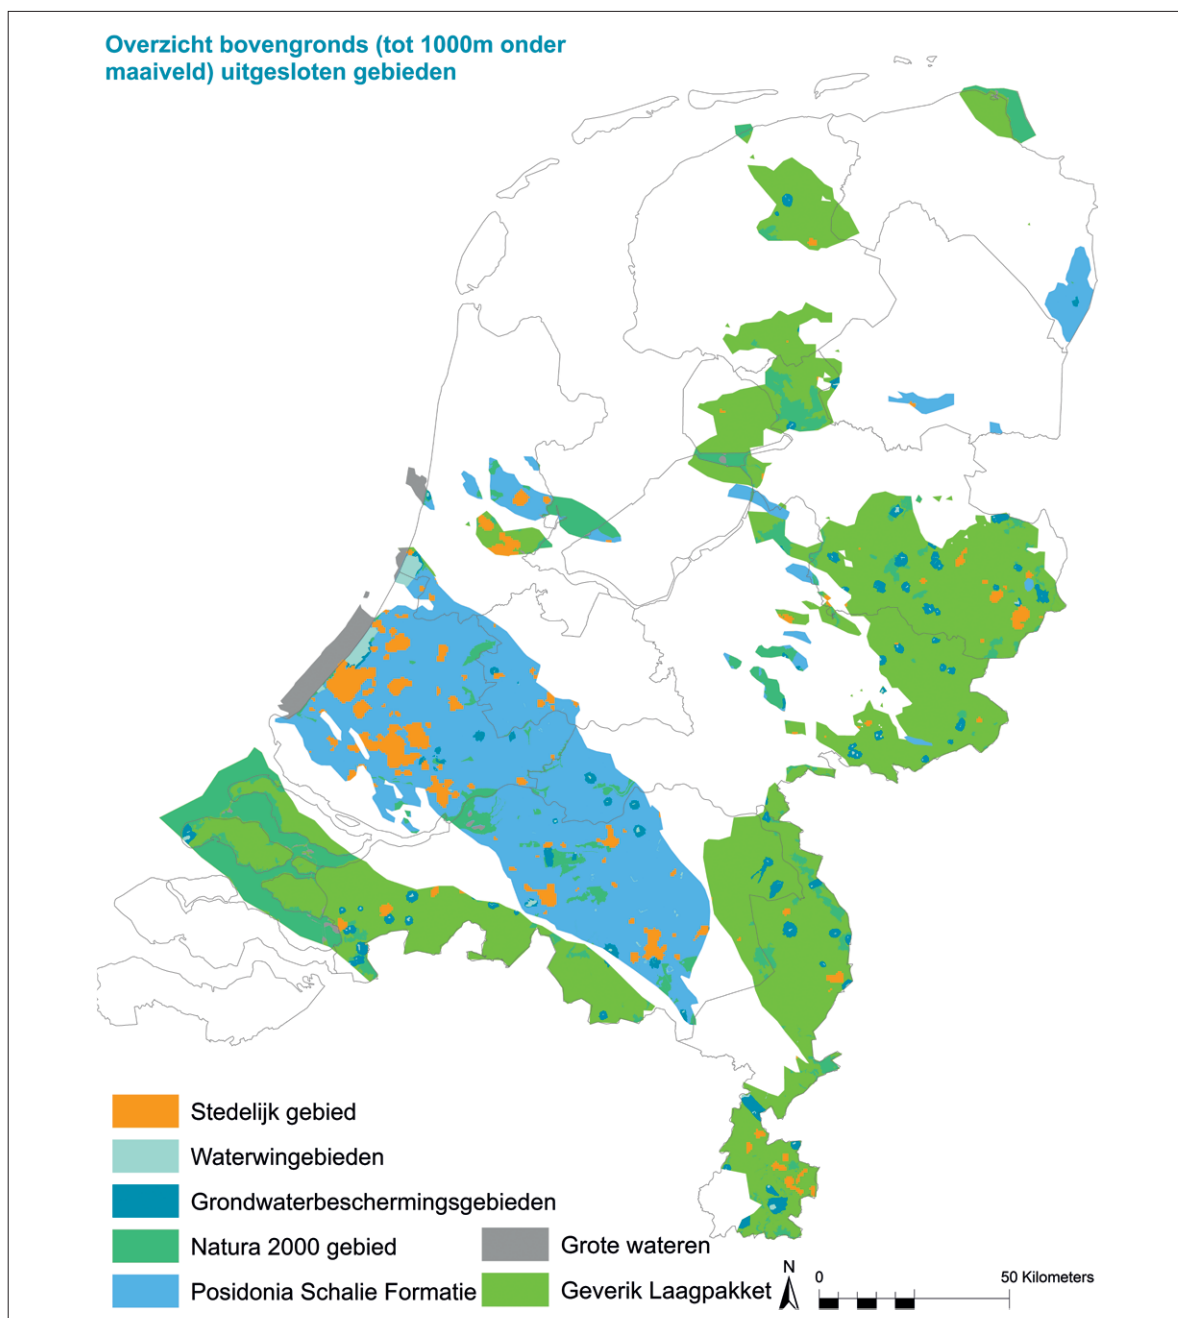 Overzicht bovengronds (tot 1000m onder
maaiveld) uitgesloten gebieden
Stedelijk gebied
Waterwingebieden
Grondwaterbeschermingsgebieden
Natura 2000 gebied
Posidonia Schalie Formatie
Grote wateren
Geverik Laagpakket
N
0
50 Kilometers